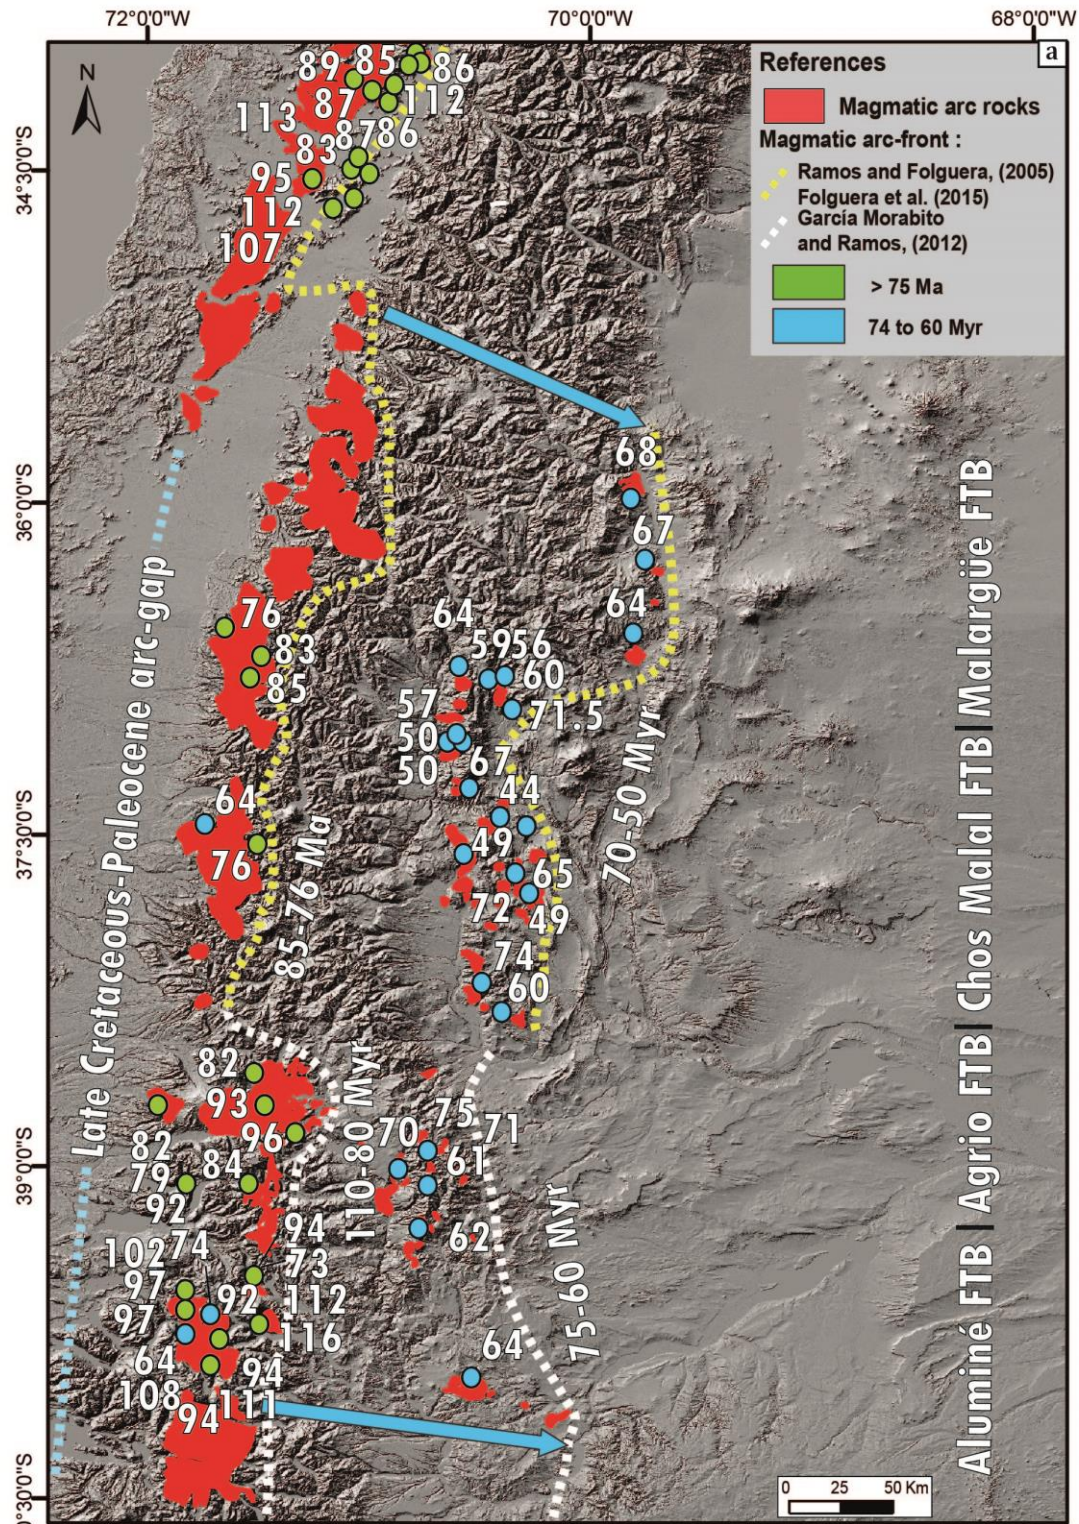 72°0'0"W
70°0'0"W
68°0'0"W
a
N
References
Magmatic arc rocks
Magmatic arc-front :
Ramos and Folguera, (2005)
Folguera et al. (2015)
García Morabito
and Ramos, (2012)
> 75 Ma
74 to 60 Myr
34°30'0"S
36°0'0"S
37°30'0"S
39°0'0"S
0°30'0"S
89
85
86
87
112
113
87
86
83
95
112
107
68
67
64
76
83
85
64
59
56
60
57
71.5
50
50
67
44
64
49
76
65
72
49
74
60
82
93
96
82
84
79
92
94
102
74
73
97
92
112
97
116
64
94
108
111
94
75
70
71
61
62
64
Late Cretaceous-Paleocene arc-gap
85-76 Ma
70-50 Myr
110-80 Myr
75-60 Myr
Aluminé FTB | Agrio FTB | Chos Malal FTB | Malargüe FTB
0 25 50 Km